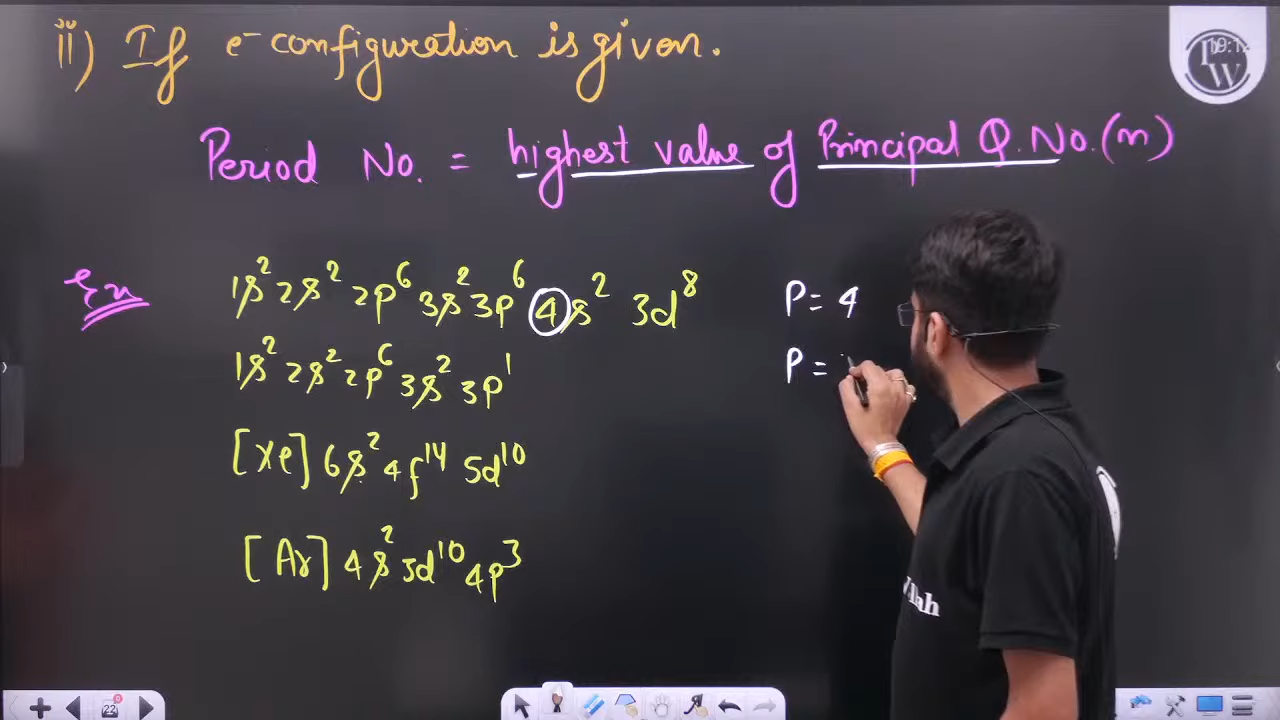 ii) If e-configuration is given.
Period No. = highest value of Principal Q.No.(n)
Ex
1s² 2s² 2p⁶ 3s² 3p⁶ 4s² 3d⁸ P = 4
1s² 2s² 2p⁶ 3s² 3p¹ P =
[Xe] 6s² 4f¹⁴ 5d¹⁰
[Ar] 4s² 3d¹⁰ 4p³
W
22